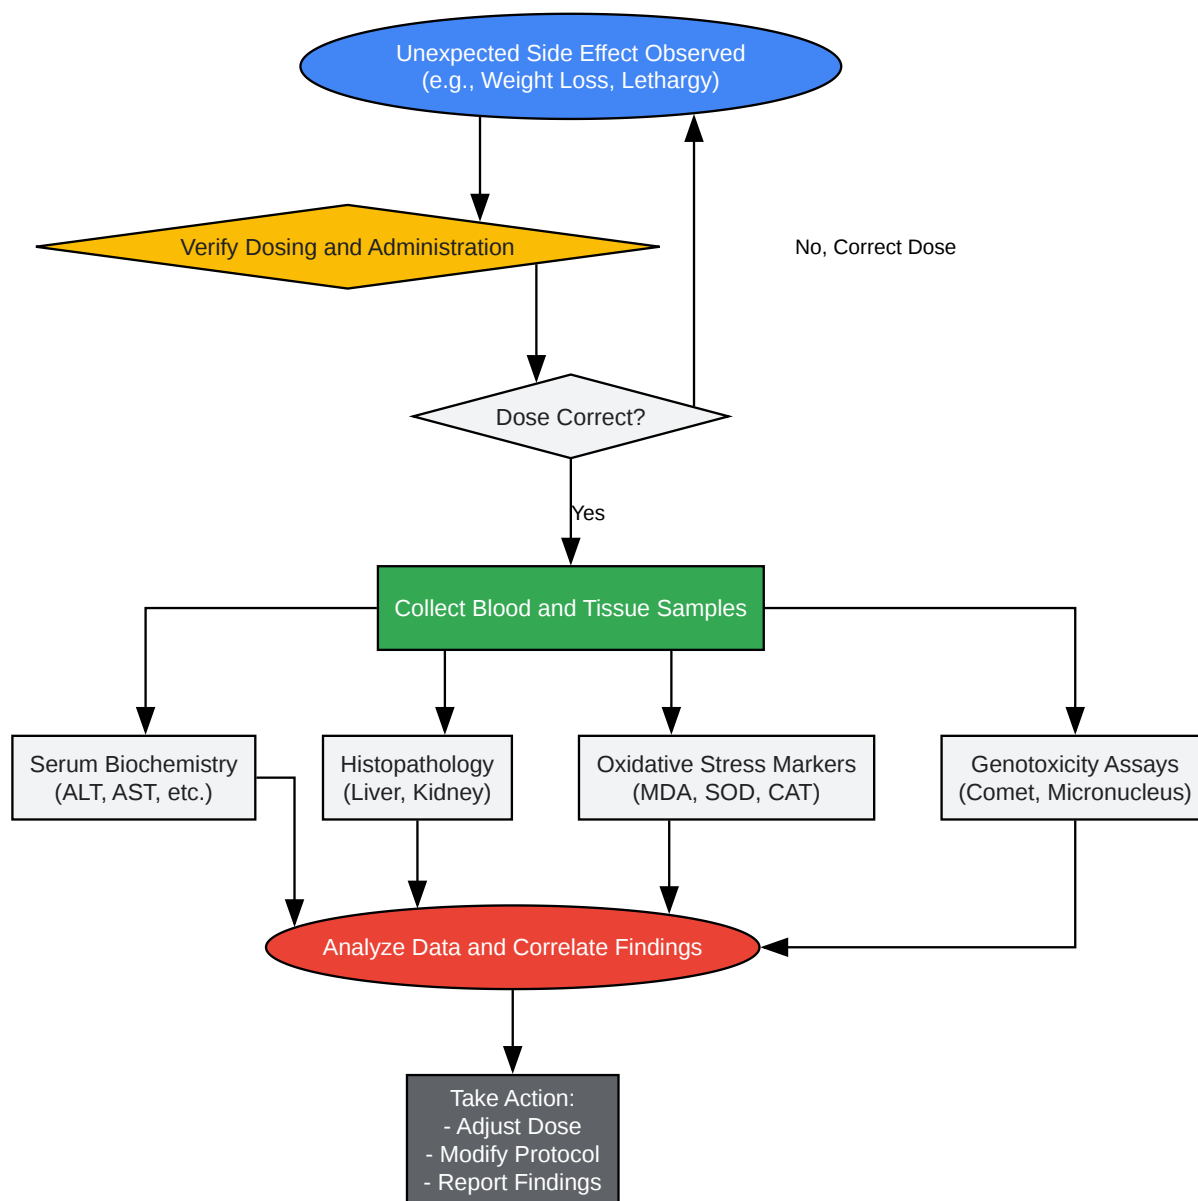 Unexpected Side Effect Observed
(e.g., Weight Loss, Lethargy)
Verify Dosing and Administration
No, Correct Dose
Dose Correct?
Yes
Collect Blood and Tissue Samples
Serum Biochemistry
(ALT, AST, etc.)
Histopathology
(Liver, Kidney)
Oxidative Stress Markers
(MDA, SOD, CAT)
Genotoxicity Assays
(Comet, Micronucleus)
Analyze Data and Correlate Findings
Take Action:
- Adjust Dose
- Modify Protocol
- Report Findings